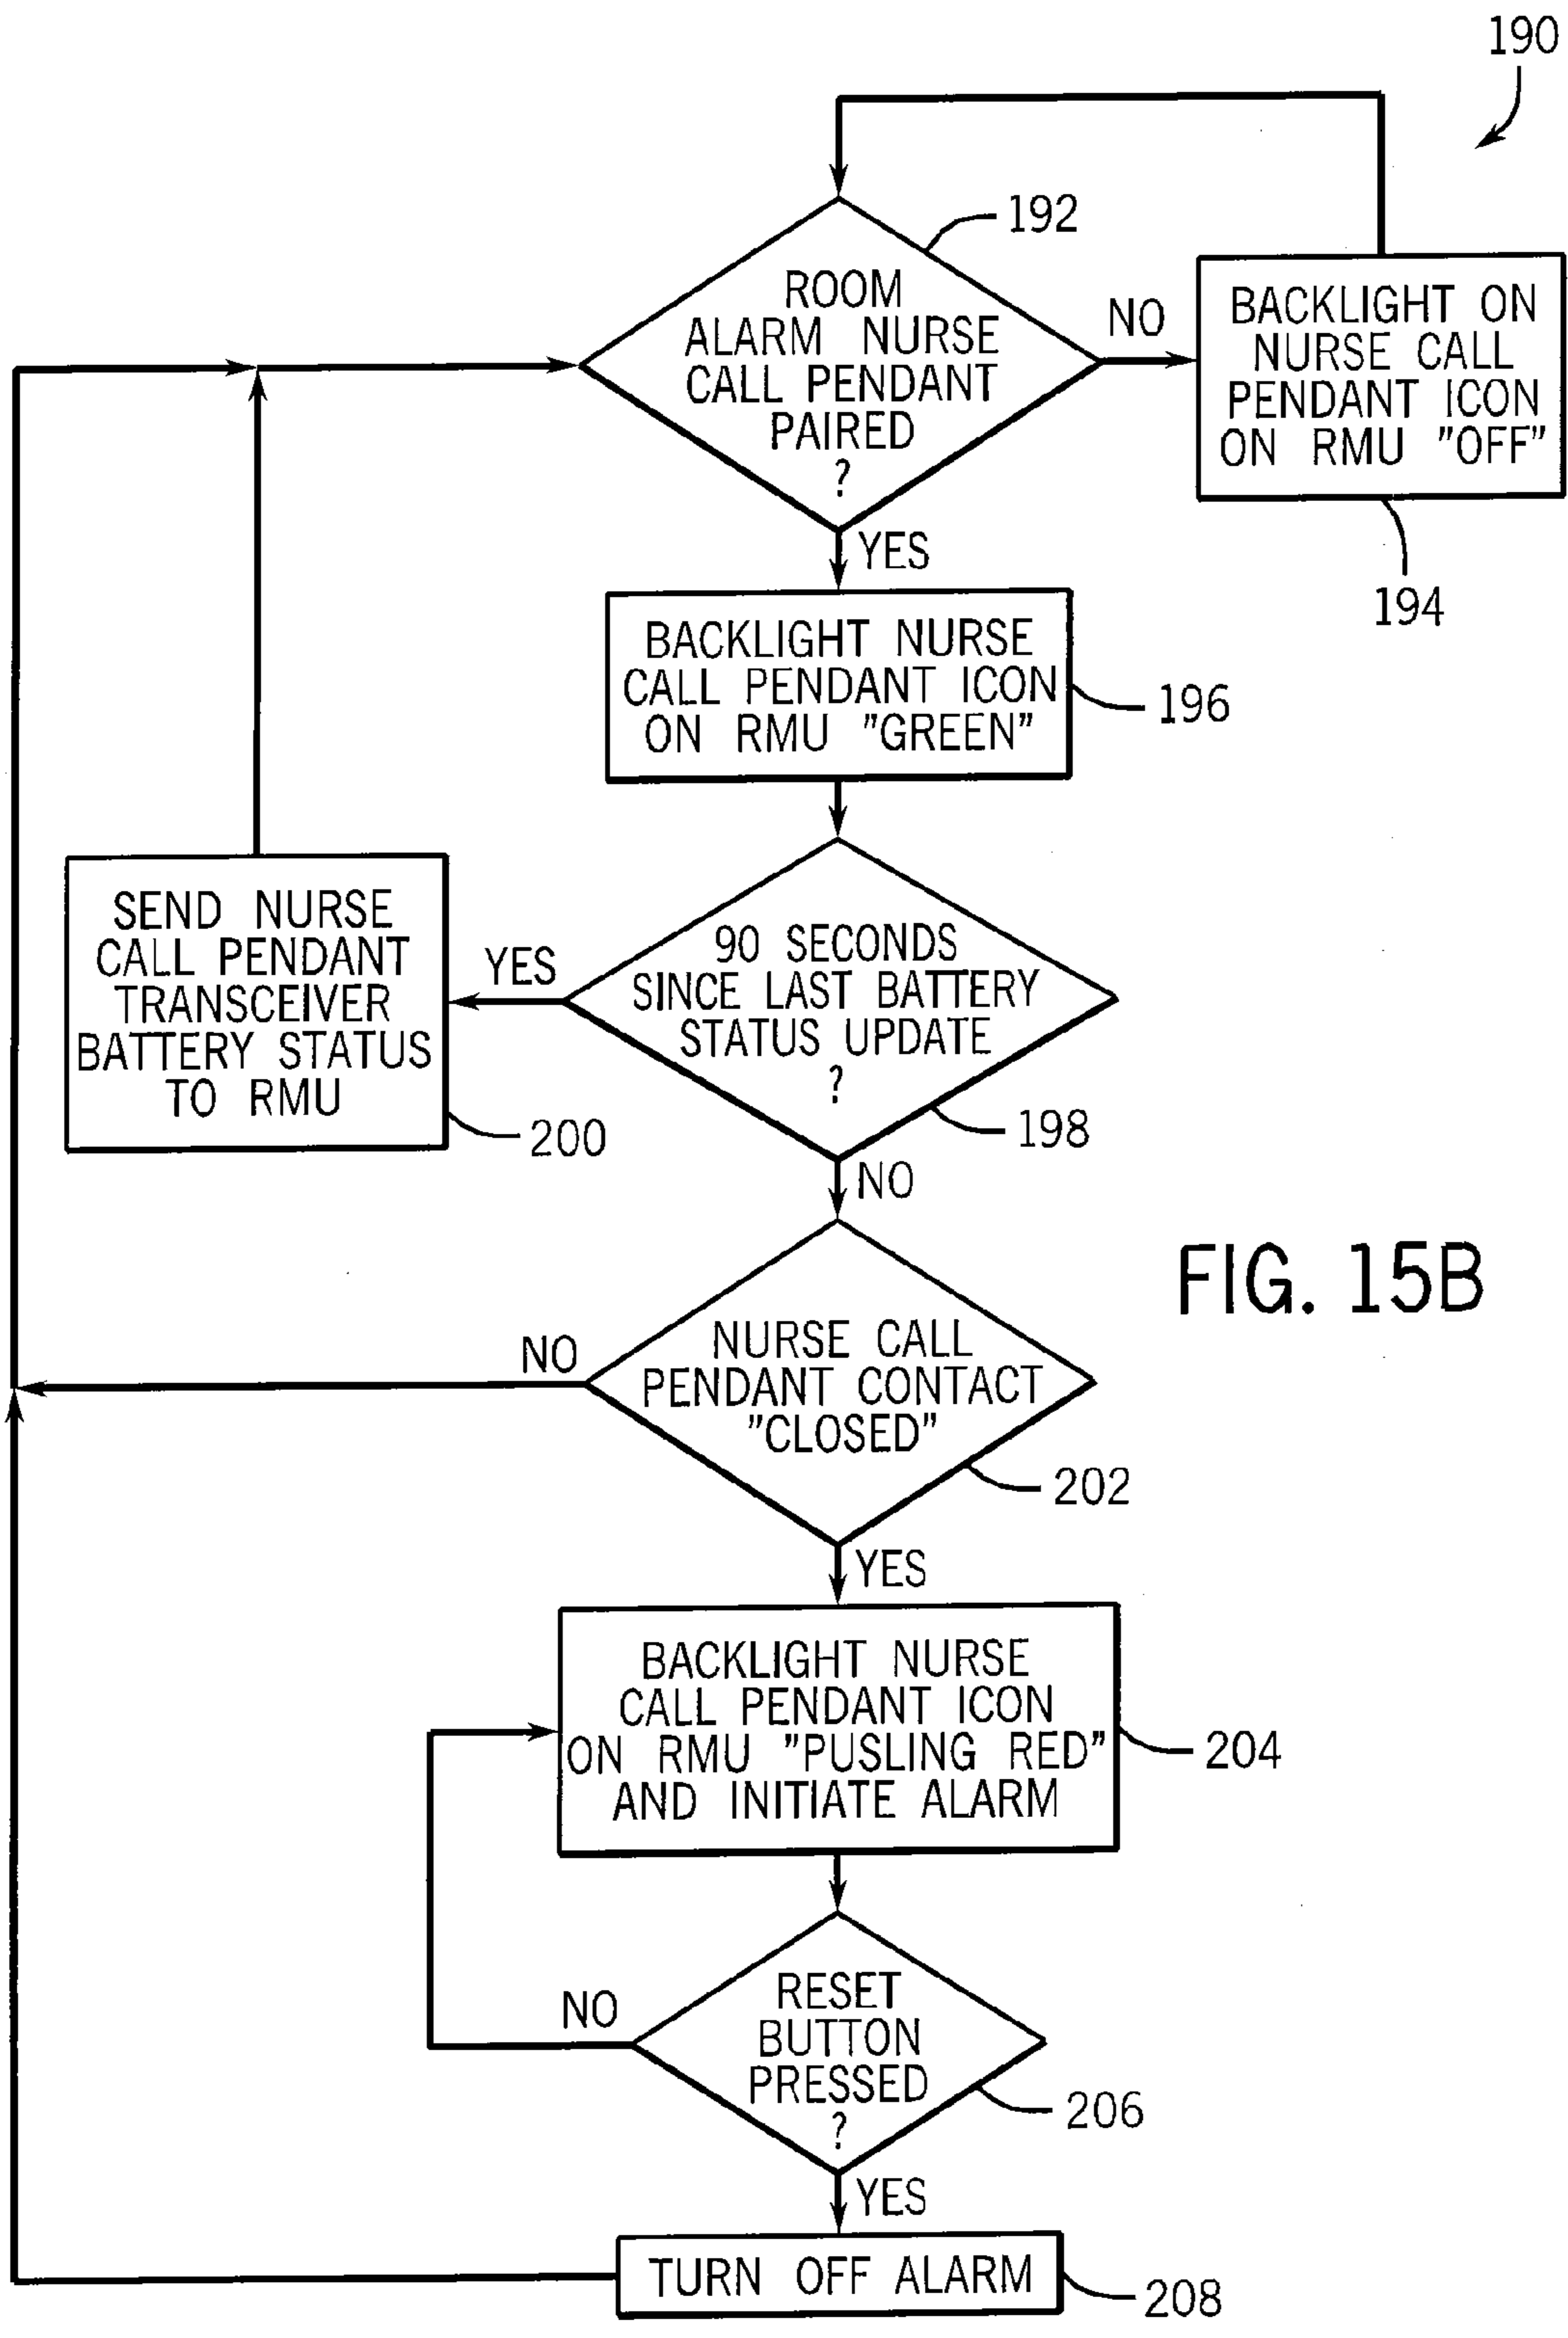 190
192
ROOM
ALARM NURSE
CALL PENDANT
PAIRED
?
NO
BACKLIGHT ON
NURSE CALL
PENDANT ICON
ON RMU "OFF"
194
YES
BACKLIGHT NURSE
CALL PENDANT ICON
ON RMU "GREEN"
196
90 SECONDS
SINCE LAST BATTERY
STATUS UPDATE
?
198
YES
SEND NURSE
CALL PENDANT
TRANSCEIVER
BATTERY STATUS
TO RMU
200
NO
FIG. 15B
NURSE CALL
PENDANT CONTACT
"CLOSED"
202
NO
YES
BACKLIGHT NURSE
CALL PENDANT ICON
ON RMU "PUSLING RED"
AND INITIATE ALARM
204
RESET
BUTTON
PRESSED
?
206
NO
YES
TURN OFF ALARM
208